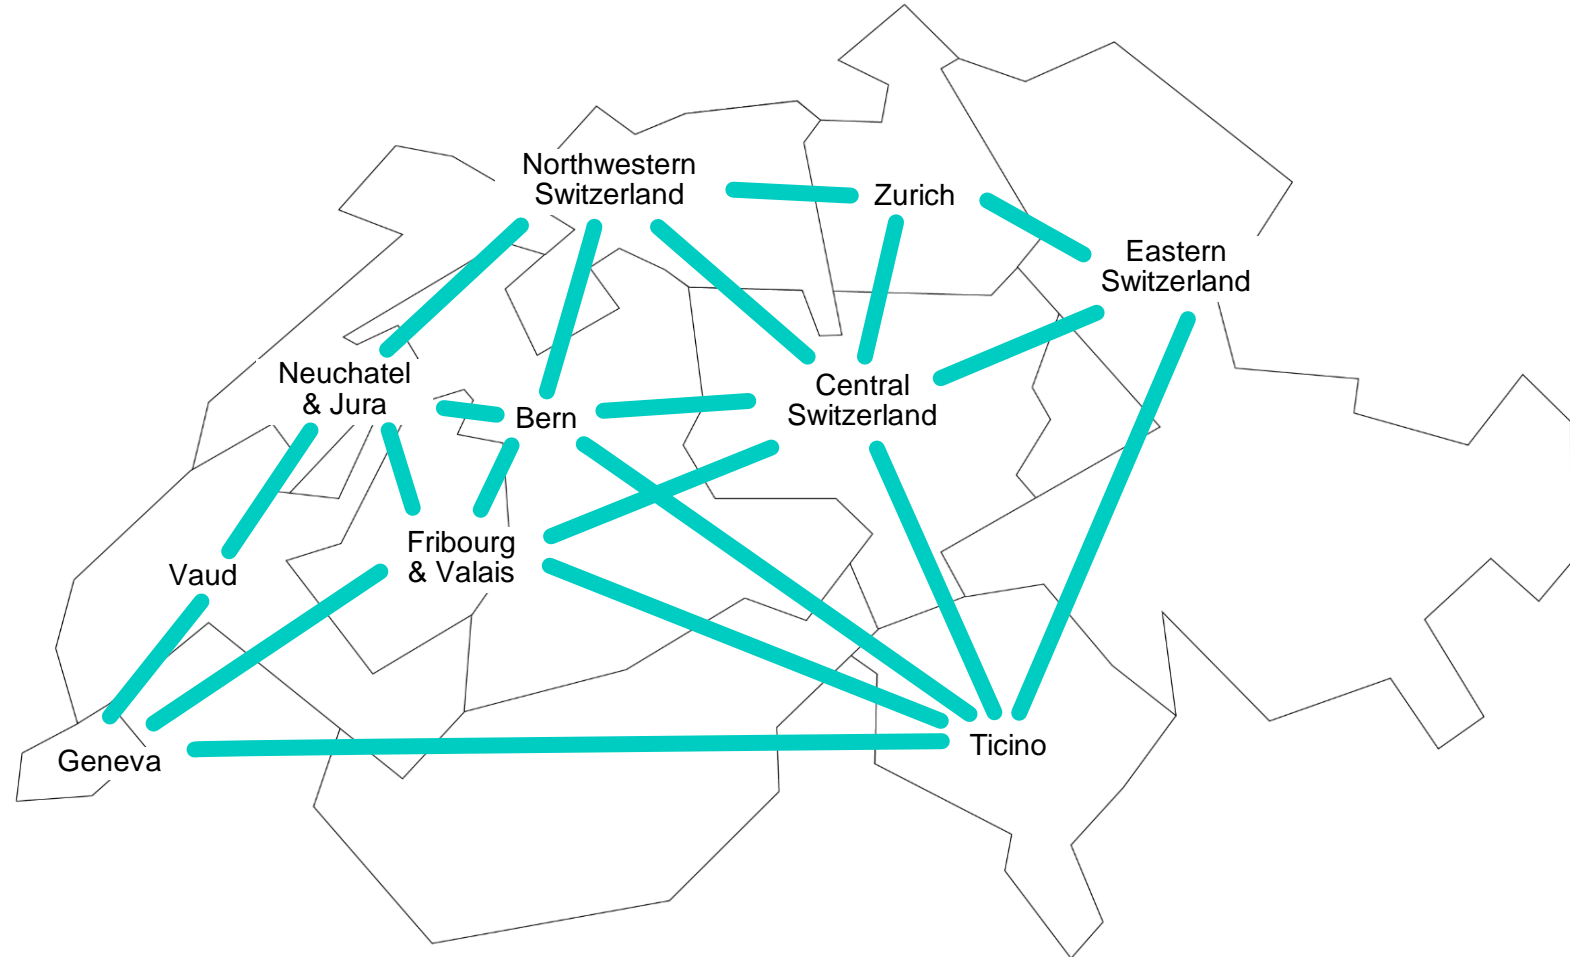 Northwestern
Switzerland
Zurich
Eastern
Switzerland
Neuchatel
& Jura
Bern
Central
Switzerland
Fribourg
& Valais
Vaud
Geneva
Ticino